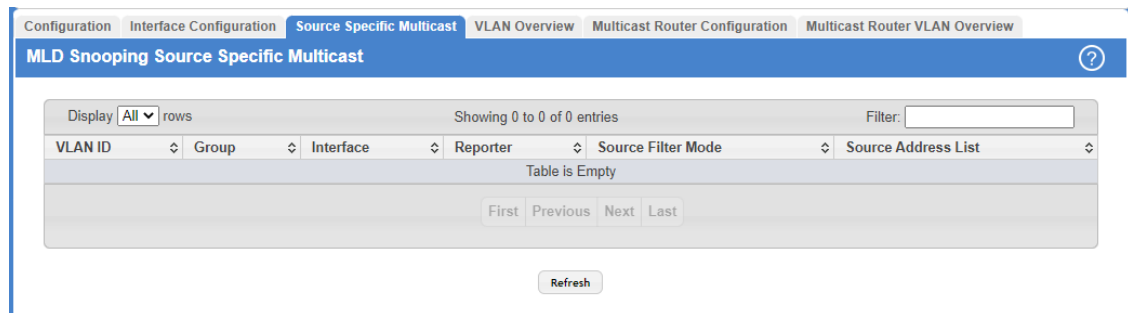 Configuration Interface Configuration Source Specific Multicast VLAN Overview Multicast Router Configuration Multicast Router VLAN Overview
MLD Snooping Source Specific Multicast ?
Display All rows Showing 0 to 0 of 0 entries Filter:
VLAN ID Group Interface Reporter Source Filter Mode Source Address List
Table is Empty
First Previous Next Last
Refresh